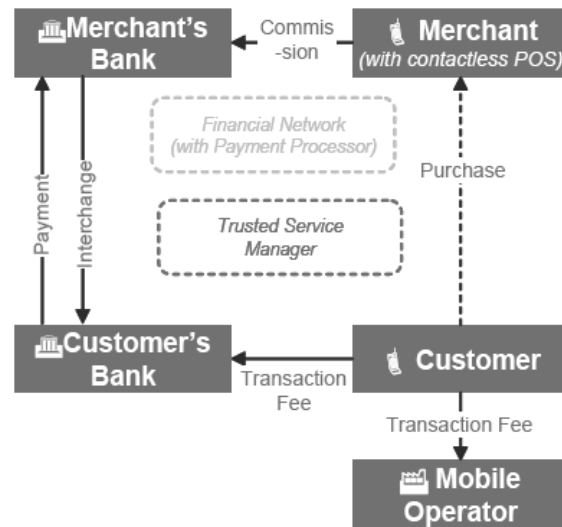 Merchant's
Bank
Commis
-sion
Merchant
(with contactless POS)
Financial Network
(with Payment Processor)
Purchase
Payment
Interchange
Trusted Service
Manager
Customer's
Bank
Transaction
Fee
Customer
Transaction Fee
Mobile
Operator